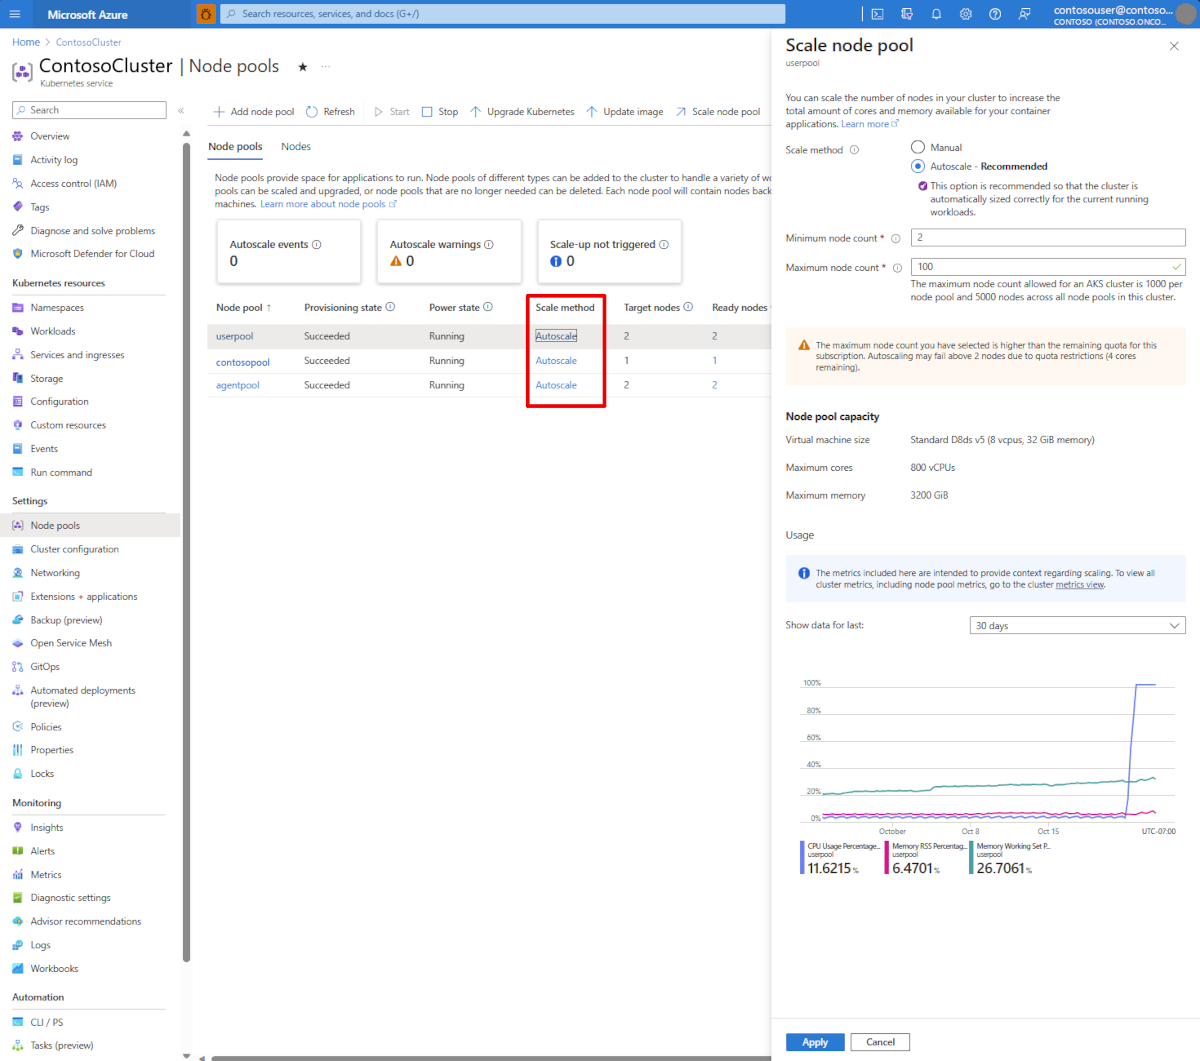 Microsoft Azure
Search resources, services, and docs (G+/)
contosouser@contoso...
CONTOSO (CONTOSO.ONCO...
Home > ContosoCluster
ContosoCluster | Node pools ★ ...
Kubernetes service
Search
«
Overview
Activity log
Access control (IAM)
Tags
Diagnose and solve problems
Microsoft Defender for Cloud
Kubernetes resources
Namespaces
Workloads
Services and ingresses
Storage
Configuration
Custom resources
Events
Run command
Settings
Node pools
Cluster configuration
Networking
Extensions + applications
Backup (preview)
Open Service Mesh
GitOps
Automated deployments
(preview)
Policies
Properties
Locks
Monitoring
Insights
Alerts
Metrics
Diagnostic settings
Advisor recommendations
Logs
Workbooks
Automation
CLI / PS
Tasks (preview)
Add node pool Refresh Start Stop Upgrade Kubernetes Update image Scale node pool
Node pools Nodes
Node pools provide space for applications to run. Node pools of different types can be added to the cluster to handle a variety of wo
pools can be scaled and upgraded, or node pools that are no longer needed can be deleted. Each node pool will contain nodes back
machines. Learn more about node pools
Autoscale events
0
Autoscale warnings
0
Scale-up not triggered
0
Node pool ↑ Provisioning state Power state Scale method Target nodes Ready nodes
userpool Succeeded Running Autoscale 2 2
contosopool Succeeded Running Autoscale 1 1
agentpool Succeeded Running Autoscale 2 2
Scale node pool
userpool
You can scale the number of nodes in your cluster to increase the
total amount of cores and memory available for your container
applications. Learn more
Scale method
Manual
Autoscale - Recommended
This option is recommended so that the cluster is
automatically sized correctly for the current running
workloads.
Minimum node count * 2
Maximum node count * 100
The maximum node count allowed for an AKS cluster is 1000 per
node pool and 5000 nodes across all node pools in this cluster.
The maximum node count you have selected is higher than the remaining quota for this
subscription. Autoscaling may fail above 2 nodes due to quota restrictions (4 cores
remaining).
Node pool capacity
Virtual machine size Standard D8ds v5 (8 vcpus, 32 GiB memory)
Maximum cores 800 vCPUs
Maximum memory 3200 GiB
Usage
The metrics included here are intended to provide context regarding scaling. To view all
cluster metrics, including node pool metrics, go to the cluster metrics view.
Show data for last: 30 days
100%
80%
60%
40%
20%
0%
October Oct 8 Oct 15 UTC-07:00
CPU Usage Percentage...
userpool
11.6215%
Memory RSS Percentag...
userpool
6.4701%
Memory Working Set P...
userpool
26.7061%
Apply Cancel